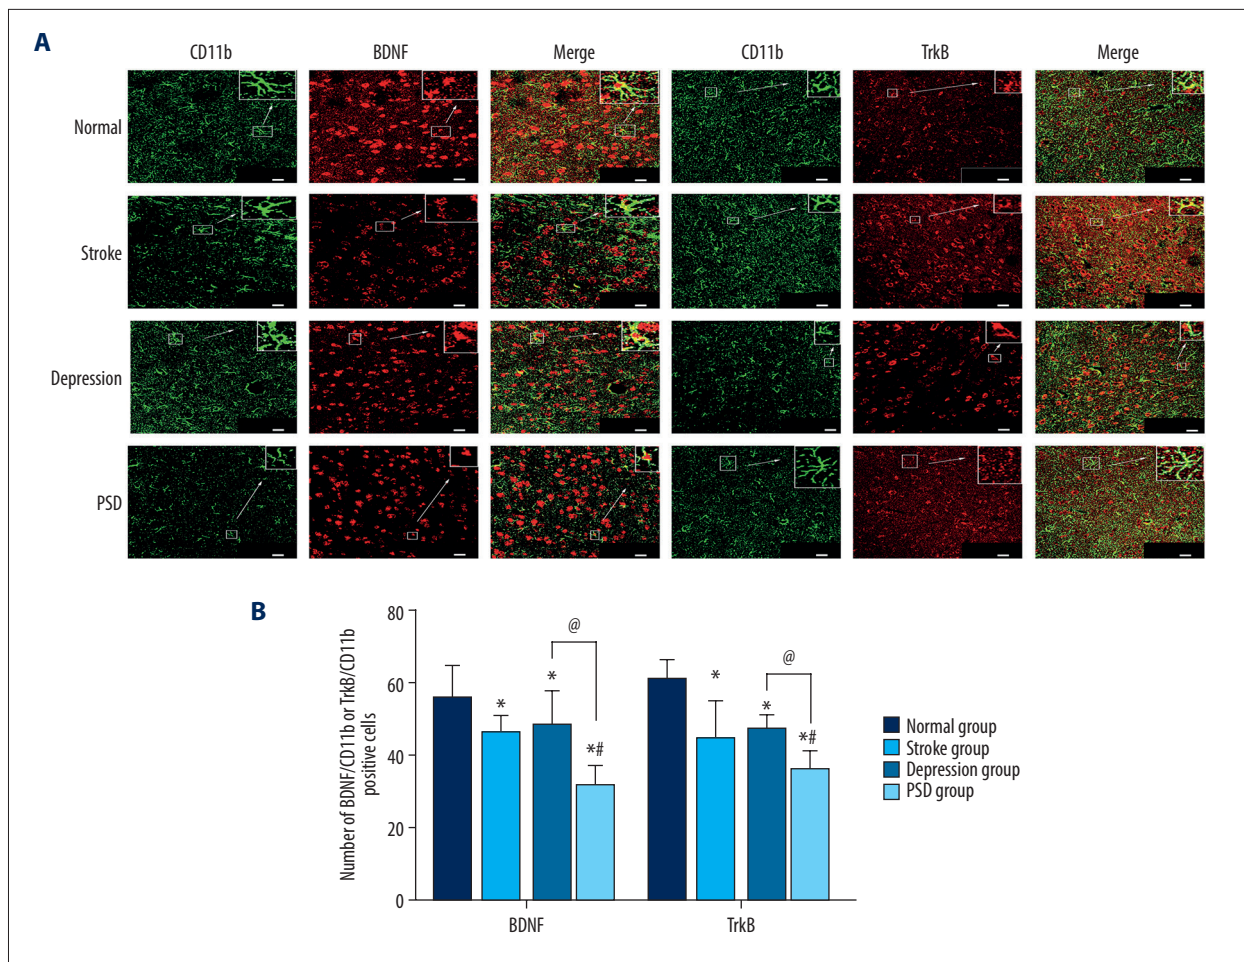 A
CD11b BDNF Merge CD11b TrkB Merge
Normal
Stroke
Depression
PSD
B
Number of BDNF/CD11b or TrkB/CD11b
positive cells
80
60
40
20
0
@
*
*
*#
@
*
*
*#
BDNF TrkB
Normal group
Stroke group
Depression group
PSD group